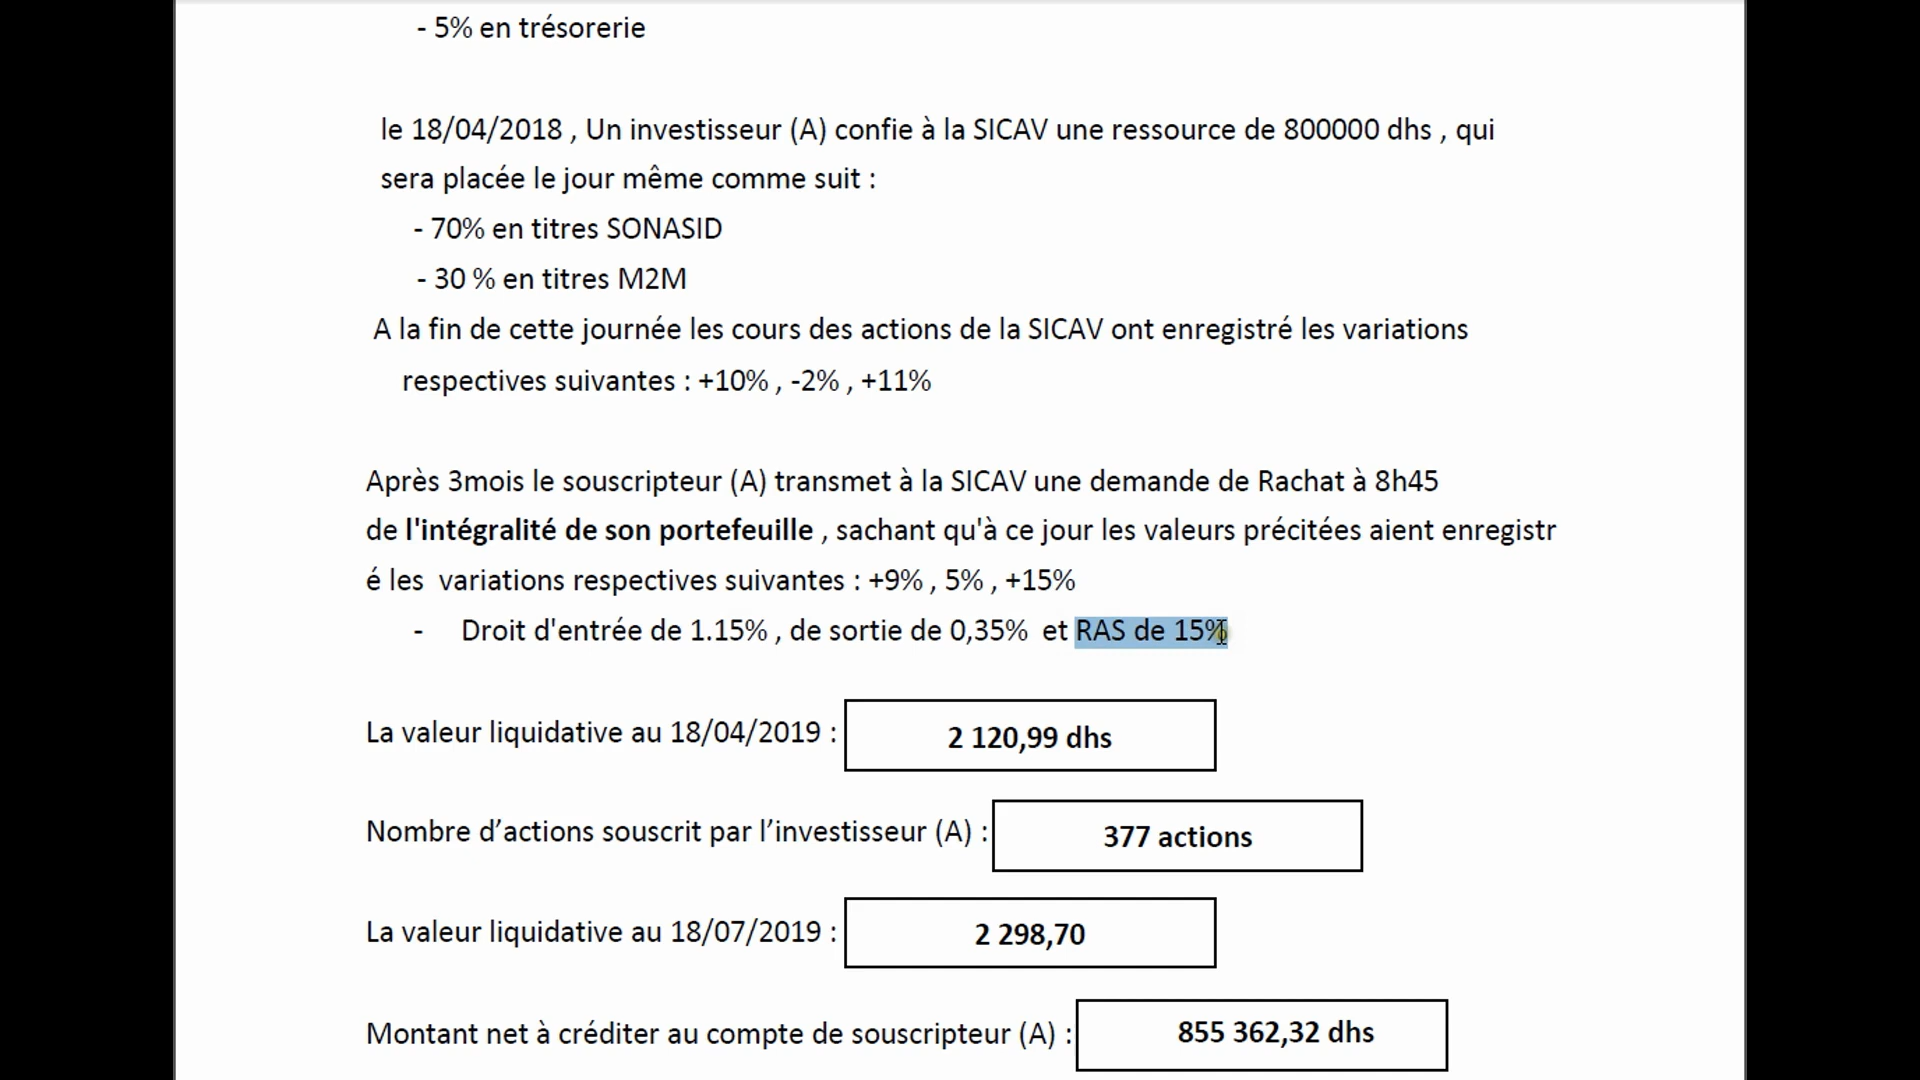 - 5% en trésorerie
le 18/04/2018 , Un investisseur (A) confie à la SICAV une ressource de 800000 dhs , qui
sera placée le jour même comme suit :
- 70% en titres SONASID
- 30 % en titres M2M
A la fin de cette journée les cours des actions de la SICAV ont enregistré les variations
respectives suivantes : +10% , -2% , +11%
Après 3mois le souscripteur (A) transmet à la SICAV une demande de Rachat à 8h45
de l'intégralité de son portefeuille , sachant qu'à ce jour les valeurs précitées aient enregistr
é les variations respectives suivantes : +9% , 5% , +15%
- Droit d'entrée de 1.15% , de sortie de 0,35% et RAS de 15%
La valeur liquidative au 18/04/2019 : 2 120,99 dhs
Nombre d’actions souscrit par l’investisseur (A) : 377 actions
La valeur liquidative au 18/07/2019 : 2 298,70
Montant net à créditer au compte de souscripteur (A) : 855 362,32 dhs